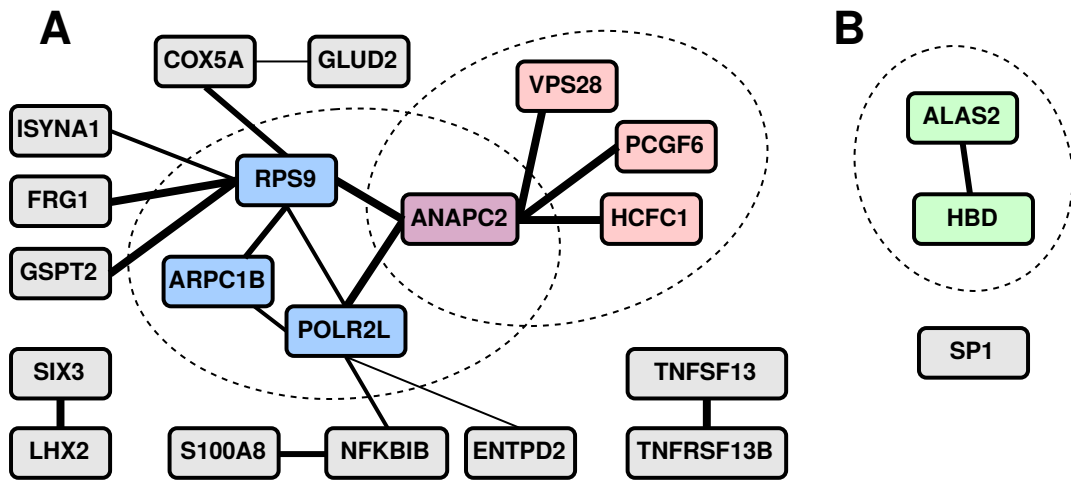 A
B
COX5A
GLUD2
VPS28
ALAS2
ISYNA1
PCGF6
RPS9
FRG1
ANAPC2
HCFC1
HBD
GSPT2
ARPC1B
POLR2L
SP1
SIX3
TNFSF13
LHX2
S100A8
NFKBIB
ENTPD2
TNFRSF13B